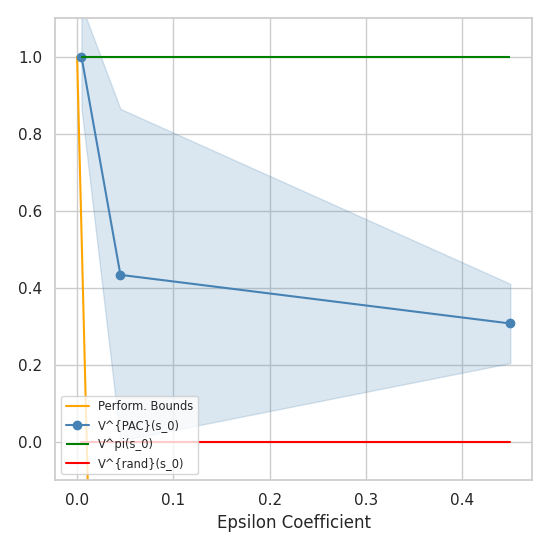 1.0
0.8
0.6
0.4
0.2
0.0
Perform. Bounds
V^{PAC}(s_0)
V^pi(s_0)
V^{rand}(s_0)
0.0 0.1 0.2 0.3 0.4
Epsilon Coefficient